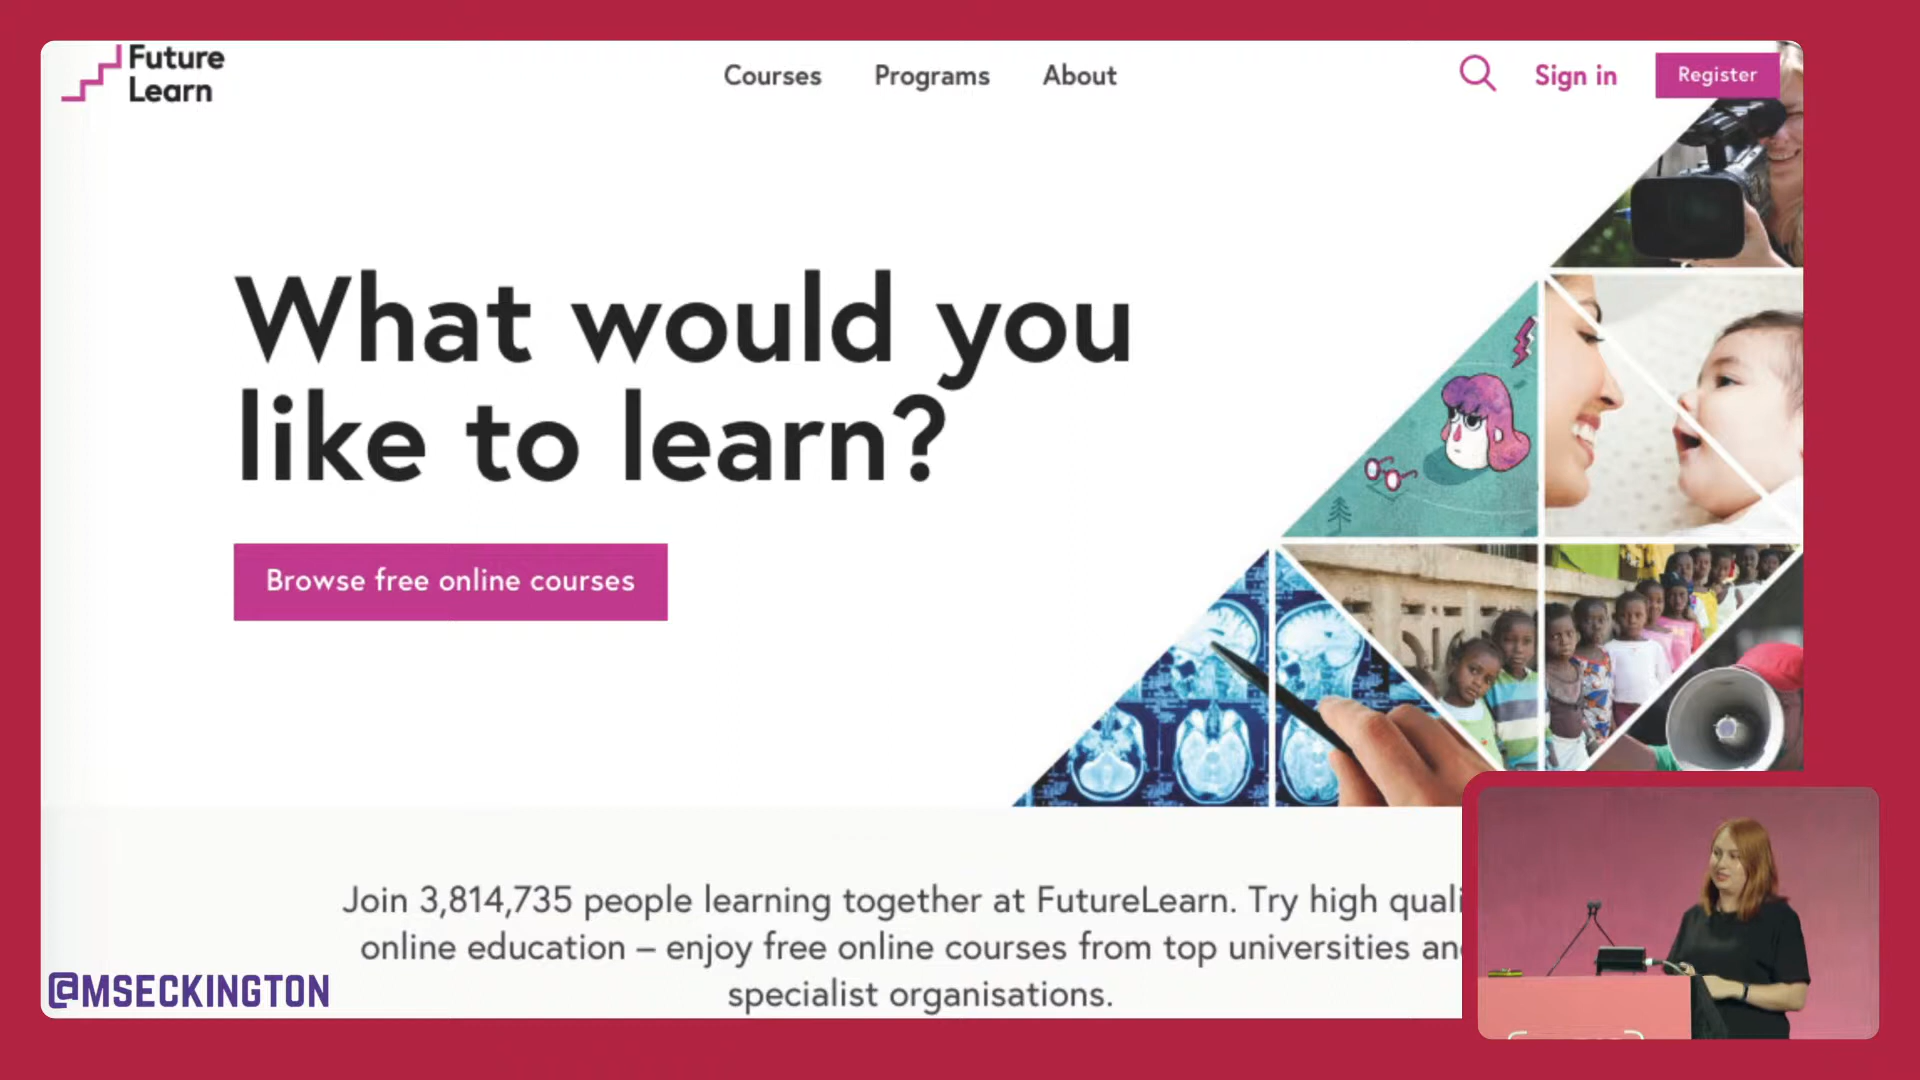 Future
Learn
Courses
Programs
About
Sign in
Register
What would you
like to learn?
Browse free online courses
Join 3,814,735 people learning together at FutureLearn. Try high quali
online education – enjoy free online courses from top universities an
specialist organisations.
@MSECKINGTON